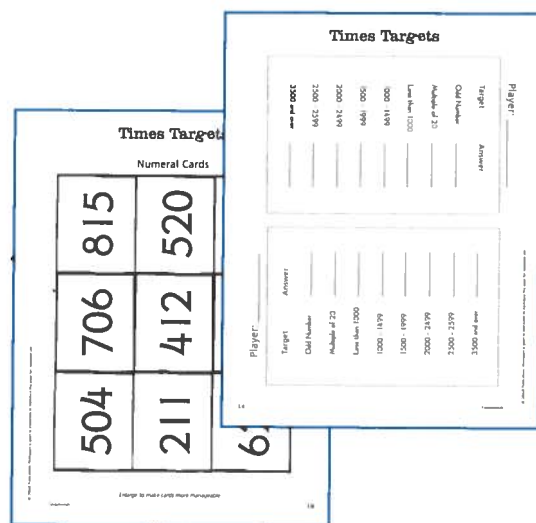 Times Targets
Player:
Target Answer
Odd Number
Multiple of 20
Less than 1000
1000 - 1499
1500 - 1999
2000 - 2499
2500 - 2599
3500 and over
Player:
Target Answer
Odd Number
Multiple of 20
Less than 1000
1000 - 1499
1500 - 1999
2000 - 2499
2500 - 2599
3500 and over
Times Targets
Numeral Cards
815
520
706
412
504
211
6
Enlarge to make cards more manageable